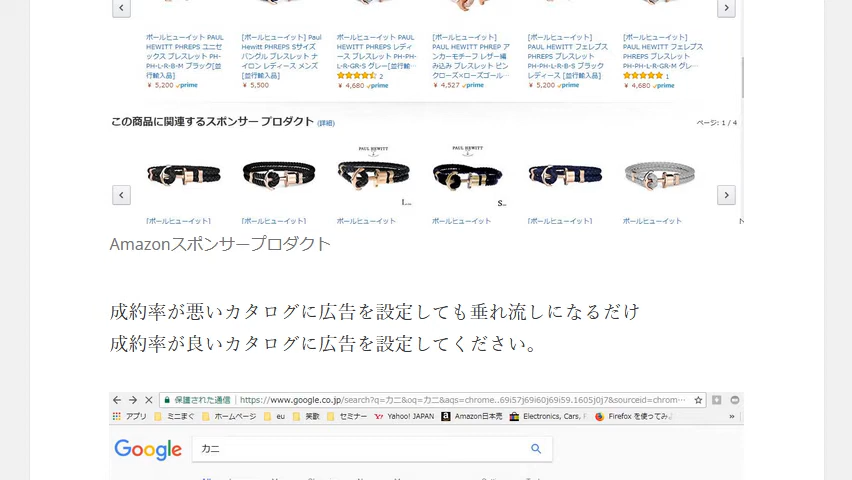 [ポールヒューイット PAUL HEWITT PHREPS ユニセックス ブレスレット PH-PH-L-R-B-M ブラック[並行輸入品]
￥ 5,200 prime
[ポールヒューイット] Paul Hewitt PHREPS Sサイズ バングル ブレスレット ナイロン レディース メンズ [並行輸入品]
￥ 5,500
ポールヒューイット PAUL HEWITT PHREPS レディース ブレスレット PH-PH-L-R-GR-S グレー[並行輸…
2
￥ 4,680 prime
[ポールヒューイット] PAUL HEWITT PHREP アンカーモチーフ レザー編み込み ブレスレット ピンクローズ×ローズゴール…
￥ 4,527 prime
[ポールヒューイット] PAUL HEWITT フェレプス PHREPS ブレスレット PH-PH-L-R-B-S ブラック レディース [並行輸入品]
￥ 5,200 prime
[ポールヒューイット] PAUL HEWITT フェレプス PHREPS ブレスレット PH-PH-L-R-GR-M グレ…
1
￥ 4,680 prime
この商品に関連するスポンサー プロダクト (詳細)
ページ: 1 / 4
PAUL HEWITT
PAUL HEWITT
L...
S...
[ポールヒューイット]
[ポールヒューイット]
ポールヒューイット
ポールヒューイット
[ポールヒューイット]
ポールヒューイット
Amazonスポンサープロダクト
成約率が悪いカタログに広告を設定しても垂れ流しになるだけ
成約率が良いカタログに広告を設定してください。
保護された通信 https://www.google.co.jp/search?q=カニ&oq=カニ&aqs=chrome..69i57j69i60j69i59.1605j0j7&sourceid=chrom…
アプリ ミニまぐ ホームページ eu 笑歌 セミナー Yahoo! JAPAN Amazon日本売 Electronics, Cars, Firefox を使ってみ »
Google カニ